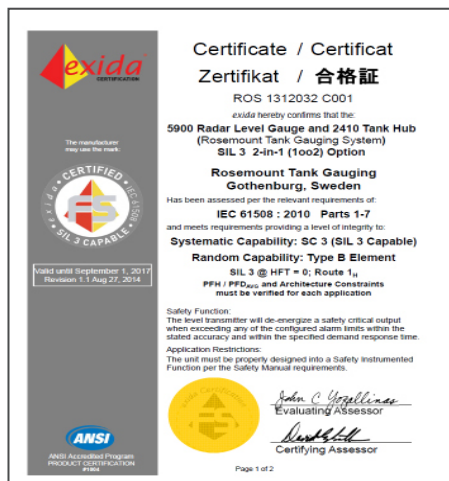 exida
CERTIFICATION
The manufacturer
may use the mark:
exida CERTIFIED IEC 61508
FS
SIL 3 CAPABLE
Valid until September 1, 2017
Revision 1.1 Aug 27, 2014
ANSI
ANSI Accredited Program
PRODUCT CERTIFICATION
#1004
Certificate / Certificat
Zertifikat / 合格証
ROS 1312032 C001
exida hereby confirms that the:
5900 Radar Level Gauge and 2410 Tank Hub
(Rosemount Tank Gauging System)
SIL 3 2-in-1 (1oo2) Option
Rosemount Tank Gauging
Gothenburg, Sweden
Has been assessed per the relevant requirements of:
IEC 61508 : 2010 Parts 1-7
and meets requirements providing a level of integrity to:
Systematic Capability: SC 3 (SIL 3 Capable)
Random Capability: Type B Element
SIL 3 @ HFT = 0; Route 1H
PFH / PFDAVG and Architecture Constraints
must be verified for each application
Safety Function:
The level transmitter will de-energize a safety critical output
when exceeding any of the configured alarm limits within the
stated accuracy and within the specified demand response time.
Application Restrictions:
The unit must be properly designed into a Safety Instrumented
Function per the Safety Manual requirements.
exida Certification
John C Yozallinas
Evaluating Assessor
Certifying Assessor
Page 1 of 2